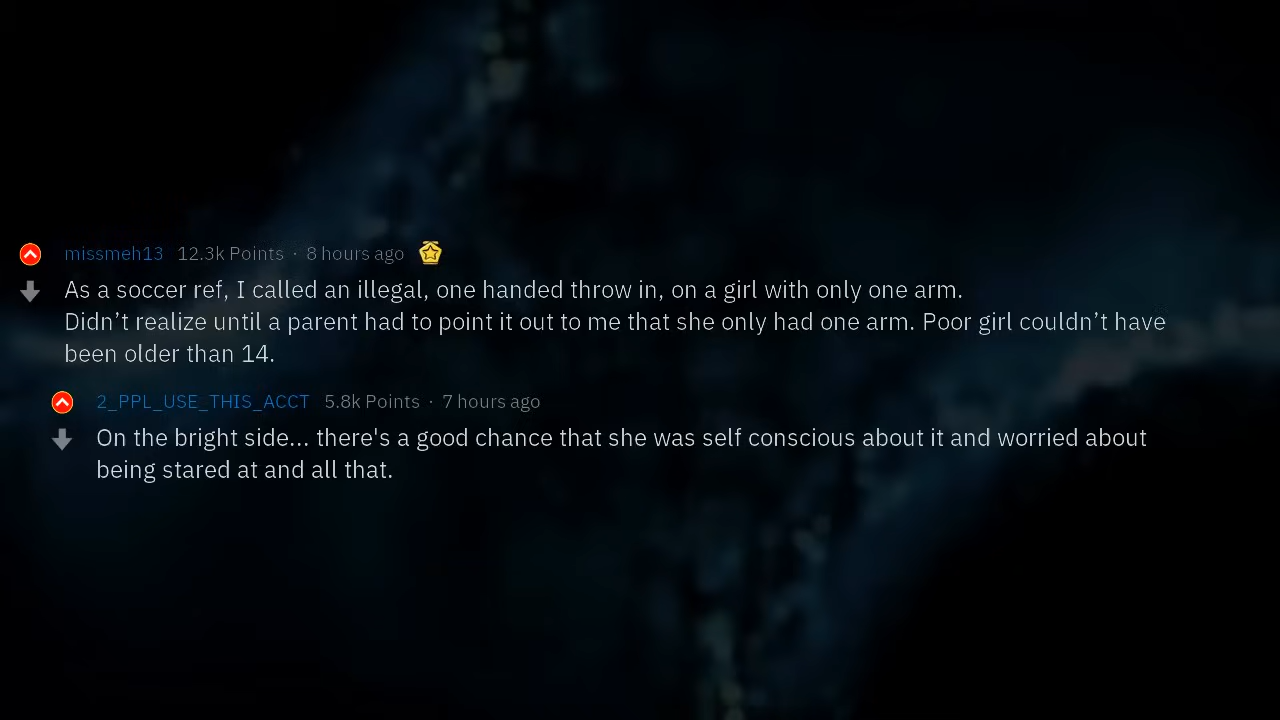 missmeh13 12.3k Points · 8 hours ago
As a soccer ref, I called an illegal, one handed throw in, on a girl with only one arm.
Didn’t realize until a parent had to point it out to me that she only had one arm. Poor girl couldn’t have
been older than 14.
2_PPL_USE_THIS_ACCT 5.8k Points · 7 hours ago
On the bright side... there's a good chance that she was self conscious about it and worried about
being stared at and all that.